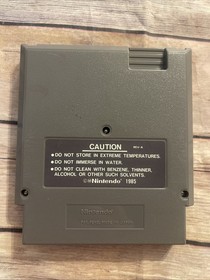 CAUTION
• DO NOT STORE IN EXTREME TEMPERATURES.
• DO NOT IMMERSE IN WATER.
• DO NOT CLEAN WITH BENZENE, THINNER,
ALCOHOL OR OTHER SUCH SOLVENTS.
Nintendo 1985
Nintendo